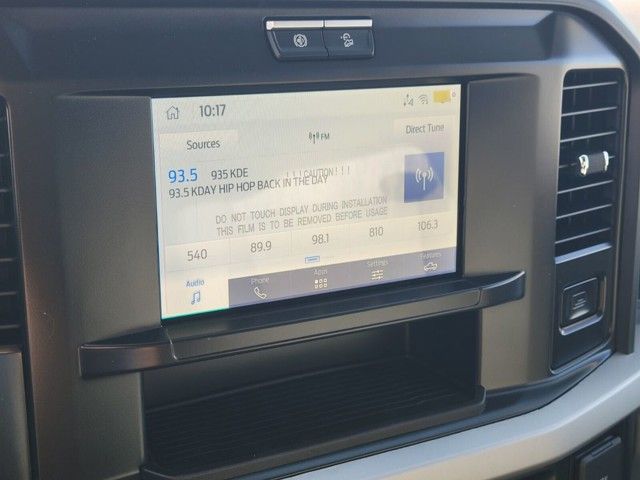 10:17
Sources
FM
Direct Tune
93.5 935 KDE
!!!CAUTION!!!
93.5 KDAY HIP HOP BACK IN THE DAY
DO NOT TOUCH DISPLAY DURING INSTALLATION
THIS FILM IS TO BE REMOVED BEFORE USAGE
540 89.9 98.1 810 106.3
Audio Phone Apps Settings Features